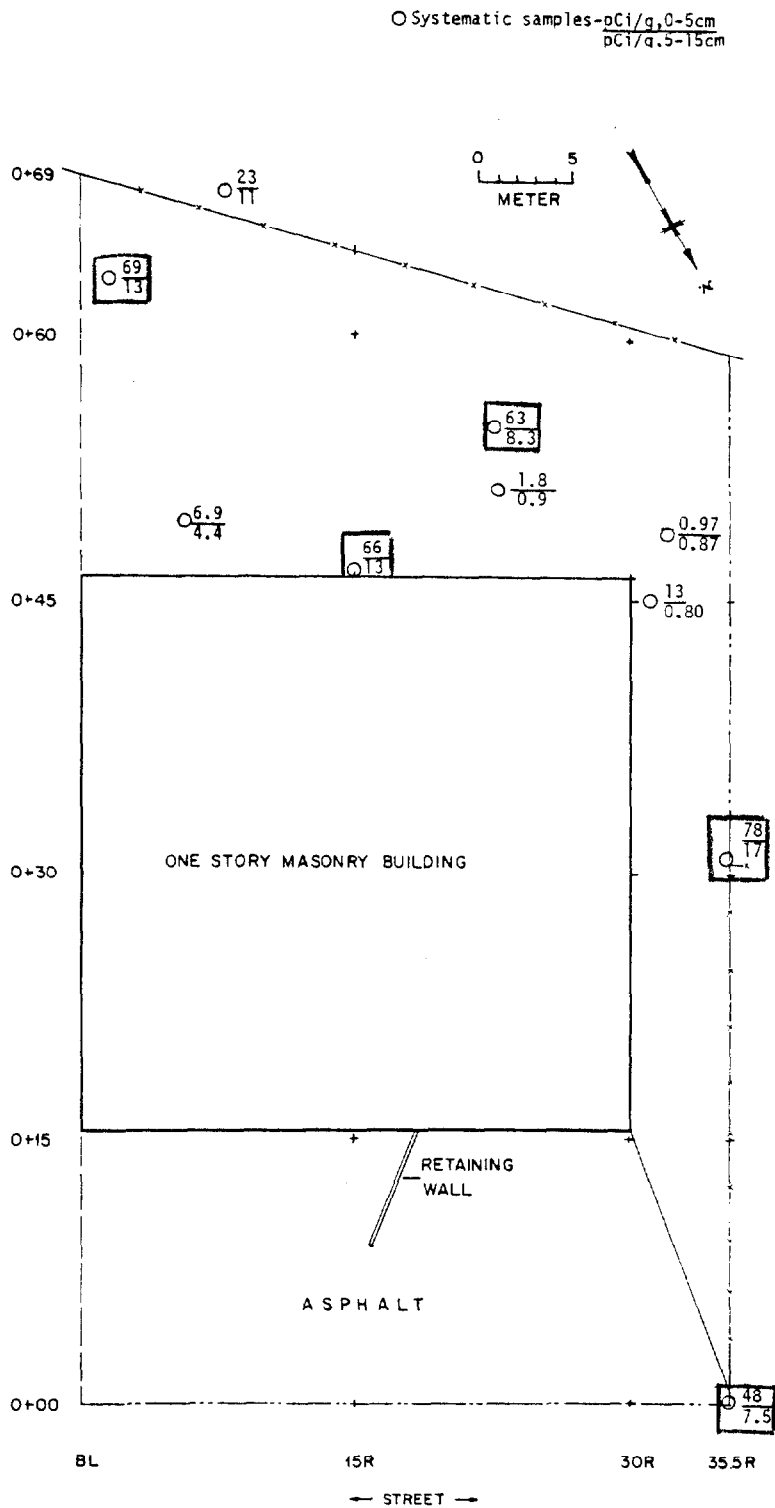 Systematic samples-pCi/g,0-5cm
pCi/g.5-15cm
0 5
METER
N
0+69
23
11
69
13
0+60
63
8.3
1.8
0.9
6.9
4.4
0.97
0.87
66
13
0+45
13
0.80
78
17
0+30
ONE STORY MASONRY BUILDING
0+15
RETAINING
WALL
ASPHALT
48
7.5
0+00
BL 15R 30R 35.5R
STREET